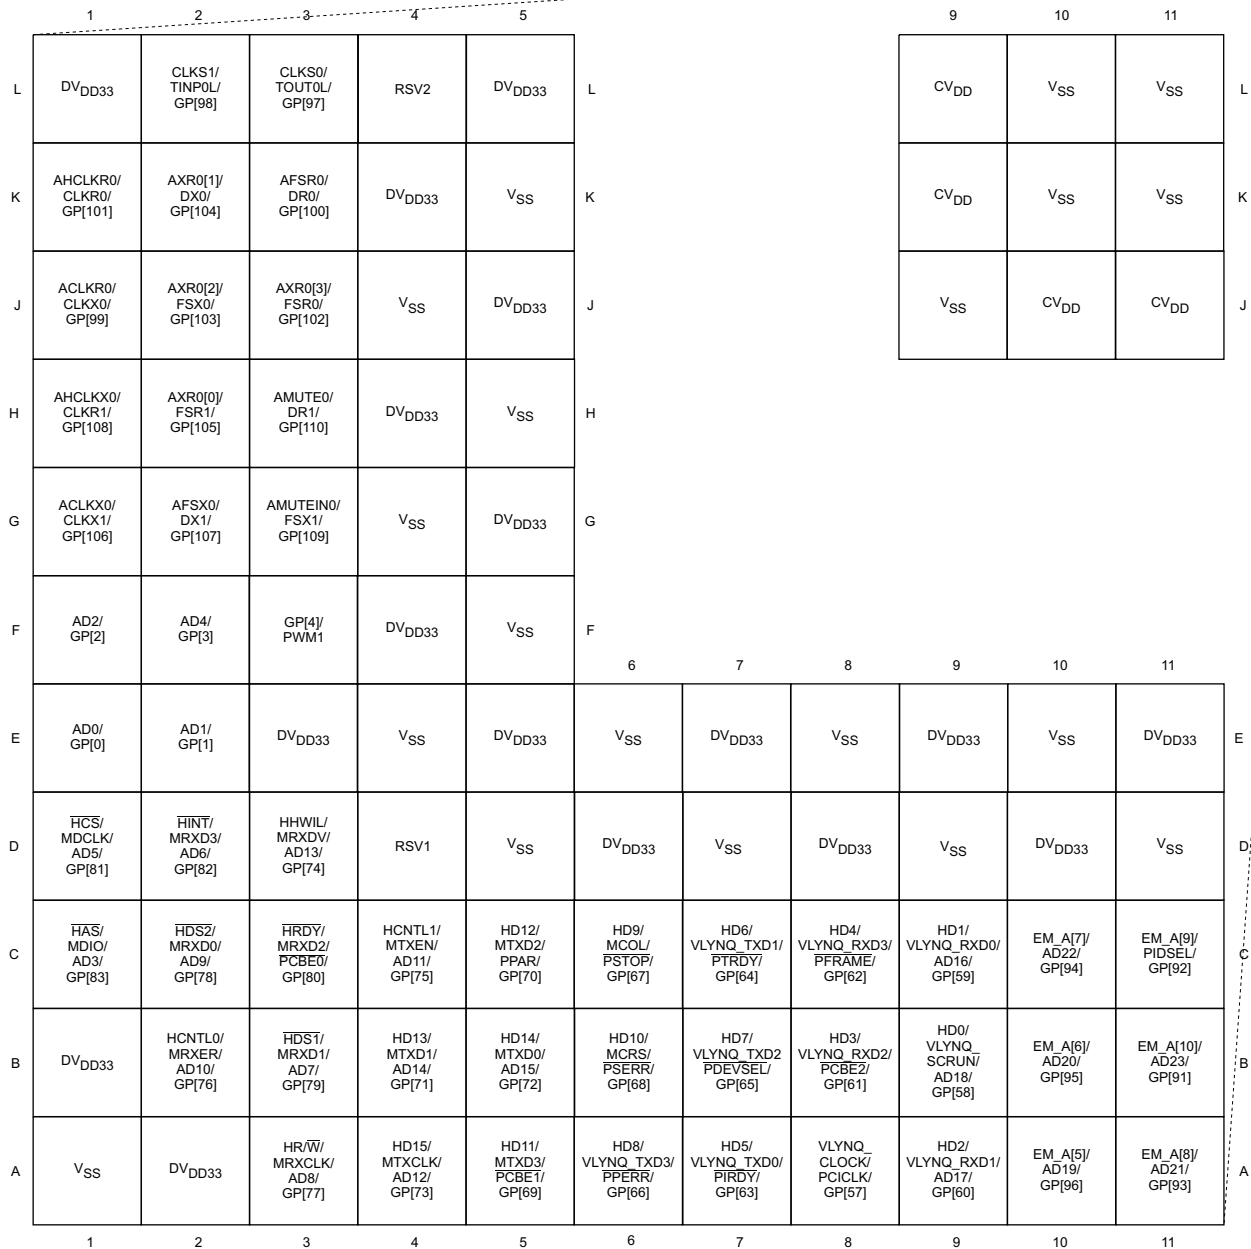 1 2 3 4 5 9 10 11
L DVDD33 CLKS1/ TINP0L/ GP[98] CLKS0/ TOUT0L/ GP[97] RSV2 DVDD33 L CVDD VSS VSS L
K AHCLKR0/ CLKR0/ GP[101] AXR0[1]/ DX0/ GP[104] AFSR0/ DR0/ GP[100] DVDD33 VSS K CVDD VSS VSS K
J ACLKR0/ CLKX0/ GP[99] AXR0[2]/ FSX0/ GP[103] AXR0[3]/ FSR0/ GP[102] VSS DVDD33 J VSS CVDD CVDD J
H AHCLKX0/ CLKR1/ GP[108] AXR0[0]/ FSR1/ GP[105] AMUTE0/ DR1/ GP[110] DVDD33 VSS H
G ACLKX0/ CLKX1/ GP[106] AFSX0/ DX1/ GP[107] AMUTEIN0/ FSX1/ GP[109] VSS DVDD33 G
F AD2/ GP[2] AD4/ GP[3] GP[4]/ PWM1 DVDD33 VSS F
6 7 8 9 10 11
E AD0/ GP[0] AD1/ GP[1] DVDD33 VSS DVDD33 VSS DVDD33 VSS DVDD33 VSS DVDD33 E
D HCS/ MDCLK/ AD5/ GP[81] HINT/ MRXD3/ AD6/ GP[82] HHWIL/ MRXDV/ AD13/ GP[74] RSV1 VSS DVDD33 VSS DVDD33 VSS DVDD33 VSS D
C HAS/ MDIO/ AD3/ GP[83] HDS2/ MRXD0/ AD9/ GP[78] HRDY/ MRXD2/ PCBE0/ GP[80] HCNTL1/ MTXEN/ AD11/ GP[75] HD12/ MTXD2/ PPAR/ GP[70] HD9/ MCOL/ PSTOP/ GP[67] HD6/ VLYNQ_TXD1/ PTRDY/ GP[64] HD4/ VLYNQ_RXD3/ PFRAME/ GP[62] HD1/ VLYNQ_RXD0/ AD16/ GP[59] EM_A[7]/ AD22/ GP[94] EM_A[9]/ PIDSEL/ GP[92] C
B DVDD33 HCNTL0/ MRXER/ AD10/ GP[76] HDS1/ MRXD1/ AD7/ GP[79] HD13/ MTXD1/ AD14/ GP[71] HD14/ MTXD0/ AD15/ GP[72] HD10/ MCRS/ PSERR/ GP[68] HD7/ VLYNQ_TXD2 PDEVSEL/ GP[65] HD3/ VLYNQ_RXD2/ PCBE2/ GP[61] HD0/ VLYNQ_ SCRUN/ AD18/ GP[58] EM_A[6]/ AD20/ GP[95] EM_A[10]/ AD23/ GP[91] B
A VSS DVDD33 HR/W/ MRXCLK/ AD8/ GP[77] HD15/ MTXCLK/ AD12/ GP[73] HD11/ MTXD3/ PCBE1/ GP[69] HD8/ VLYNQ_TXD3/ PPERR/ GP[66] HD5/ VLYNQ_TXD0/ PIRDY/ GP[63] VLYNQ_ CLOCK/ PCICLK/ GP[57] HD2/ VLYNQ_RXD1/ AD17/ GP[60] EM_A[5]/ AD19/ GP[96] EM_A[8]/ AD21/ GP[93] A
1 2 3 4 5 6 7 8 9 10 11